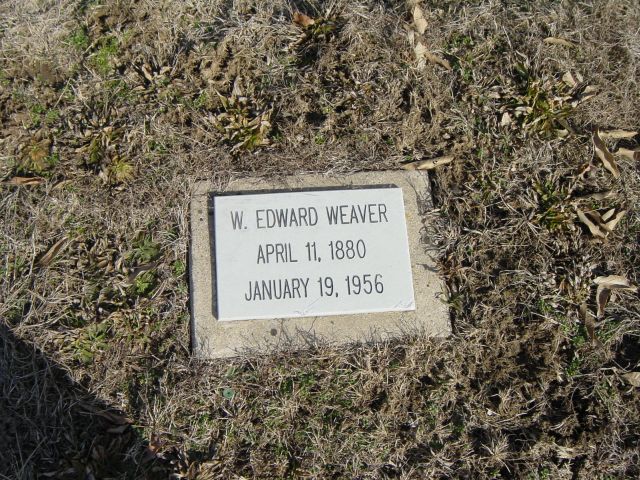 W. EDWARD WEAVER
APRIL 11, 1880
JANUARY 19, 1956